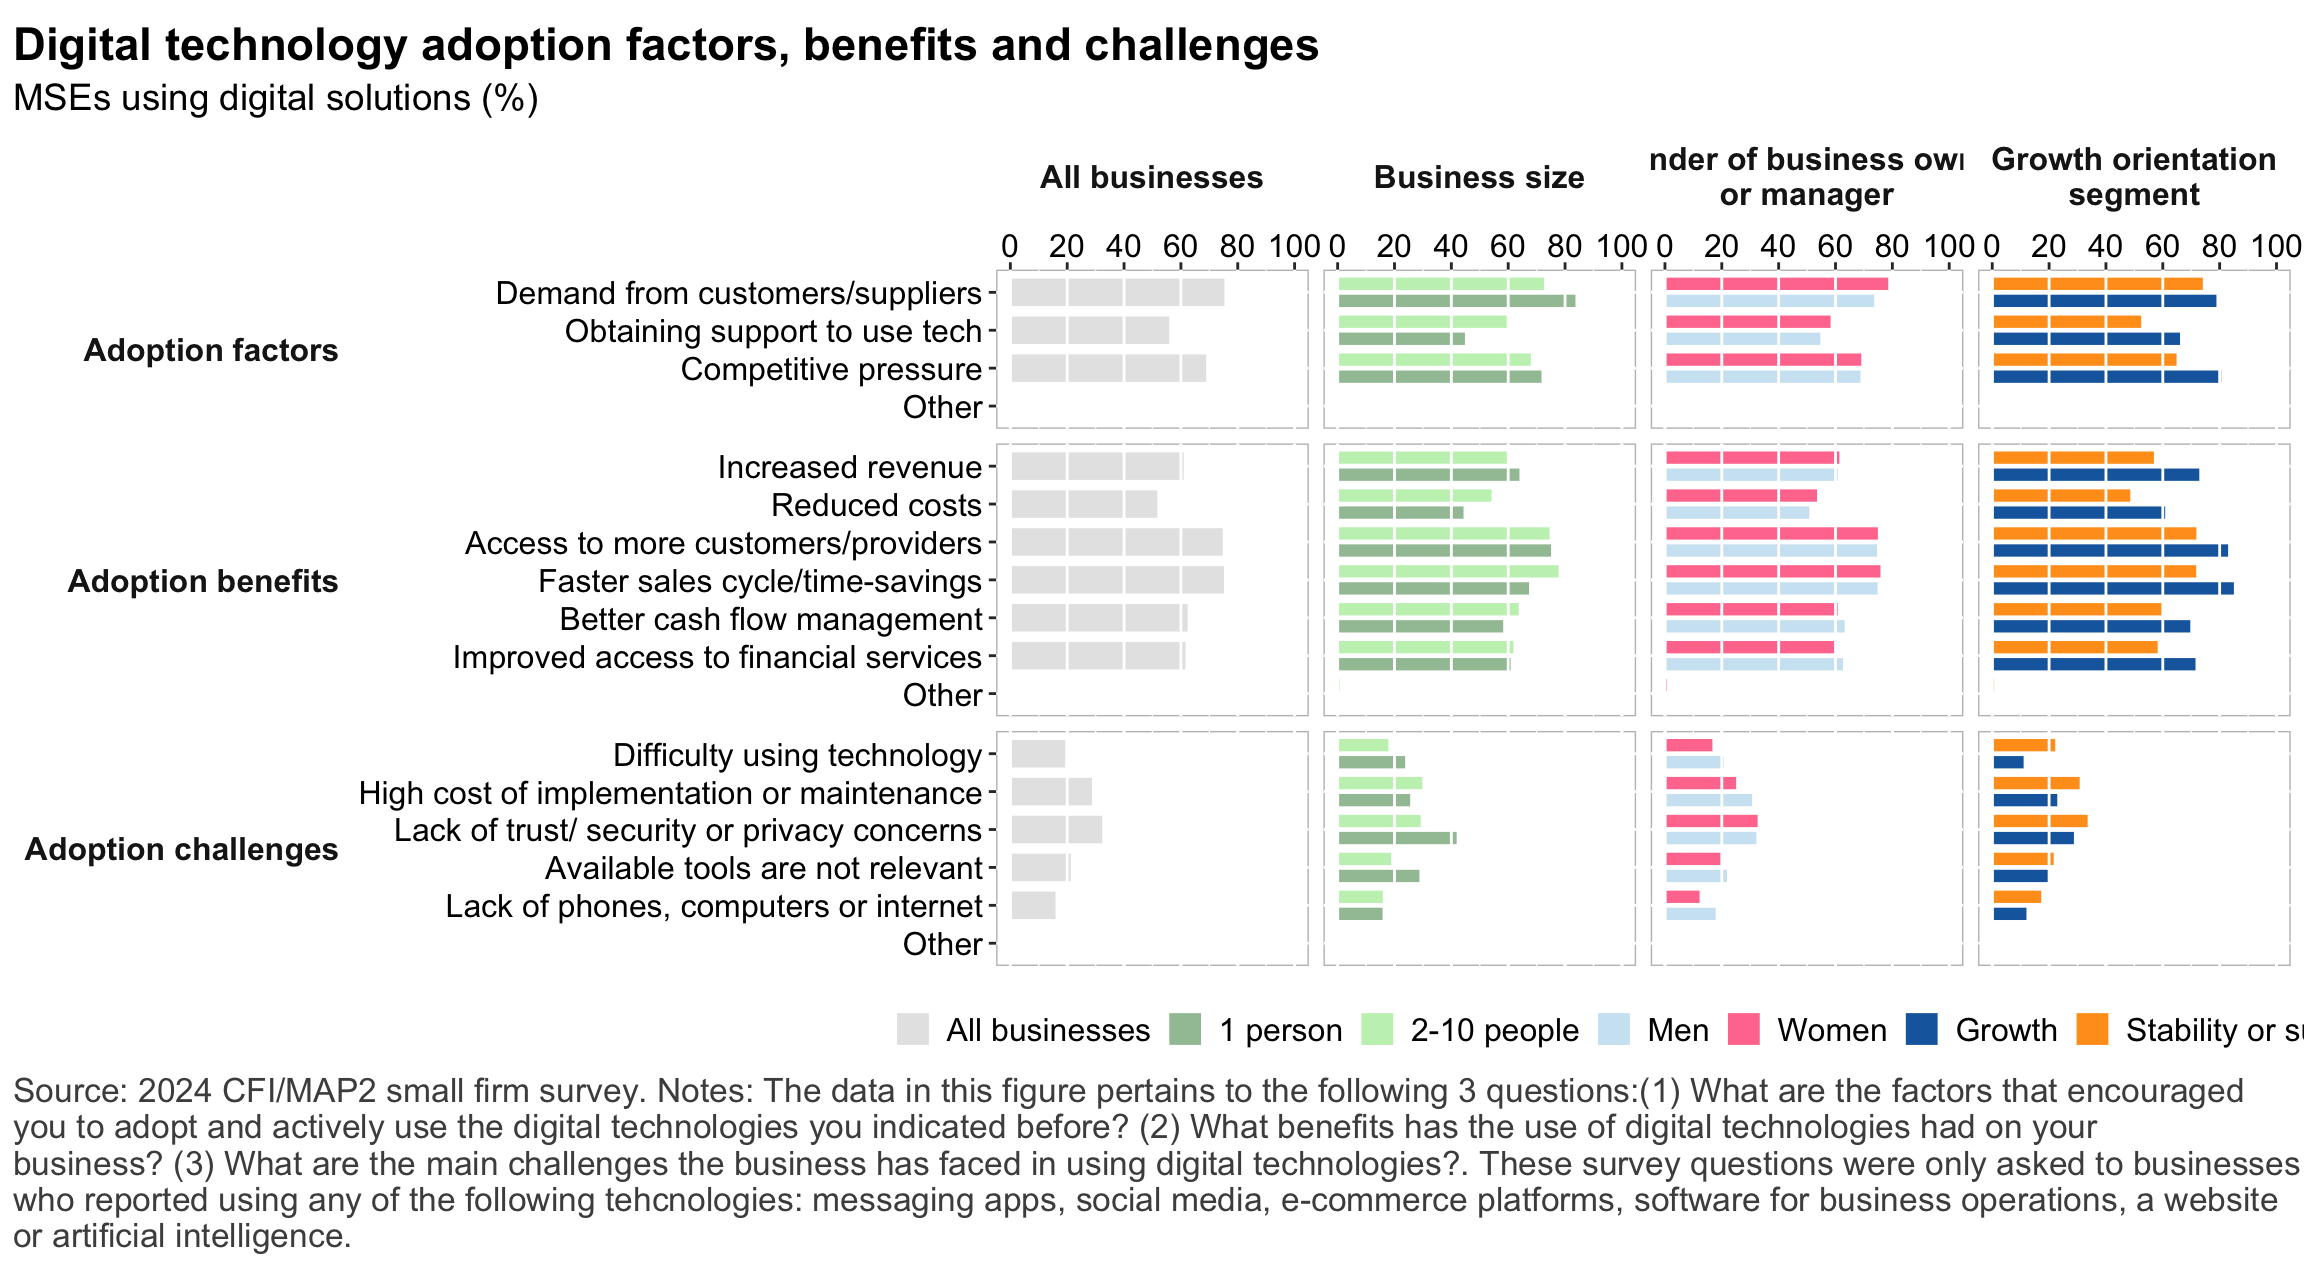 Digital technology adoption factors, benefits and challenges
MSEs using digital solutions (%)
All businesses
Business size
nder of business own
or manager
Growth orientation
segment
0 20 40 60 80 100 0 20 40 60 80 100 0 20 40 60 80 100 0 20 40 60 80 100
Adoption factors
Demand from customers/suppliers
Obtaining support to use tech
Competitive pressure
Other
Adoption benefits
Increased revenue
Reduced costs
Access to more customers/providers
Faster sales cycle/time-savings
Better cash flow management
Improved access to financial services
Other
Adoption challenges
Difficulty using technology
High cost of implementation or maintenance
Lack of trust/ security or privacy concerns
Available tools are not relevant
Lack of phones, computers or internet
Other
All businesses 1 person 2-10 people Men Women Growth Stability or su
Source: 2024 CFI/MAP2 small firm survey. Notes: The data in this figure pertains to the following 3 questions:(1) What are the factors that encouraged
you to adopt and actively use the digital technologies you indicated before? (2) What benefits has the use of digital technologies had on your
business? (3) What are the main challenges the business has faced in using digital technologies?. These survey questions were only asked to businesses
who reported using any of the following tehcnologies: messaging apps, social media, e-commerce platforms, software for business operations, a website
or artificial intelligence.